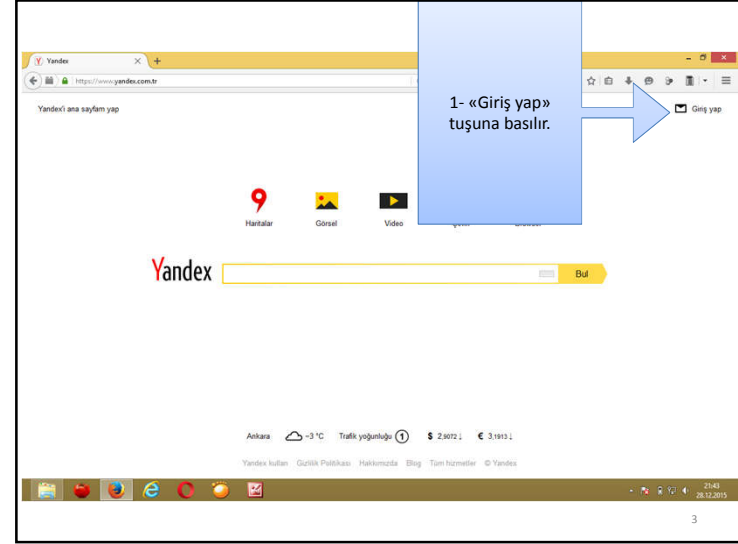 Yandex
https://www.yandex.com.tr
Yandex'i ana sayfam yap
1- «Giriş yap»
tuşuna basılır.
Giriş yap
Haritalar Görsel Video
Yandex
Bul
Ankara -3 °C Trafik yoğunluğu 1 $ 2,9072↓ € 3,1913↓
Yandex kullan Gizlilik Politikası Hakkımızda Blog Tüm hizmetler © Yandex
21:43
28.12.2015
3